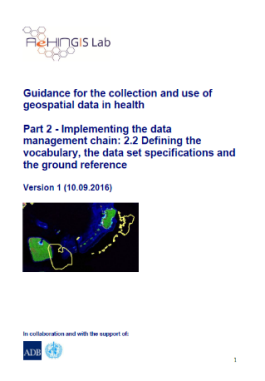 AeHIN GIS Lab
Guidance for the collection and use of
geospatial data in health
Part 2 - Implementing the data
management chain: 2.2 Defining the
vocabulary, the data set specifications and
the ground reference
Version 1 (10.09.2016)
In collaboration and with the support of:
ADB
1